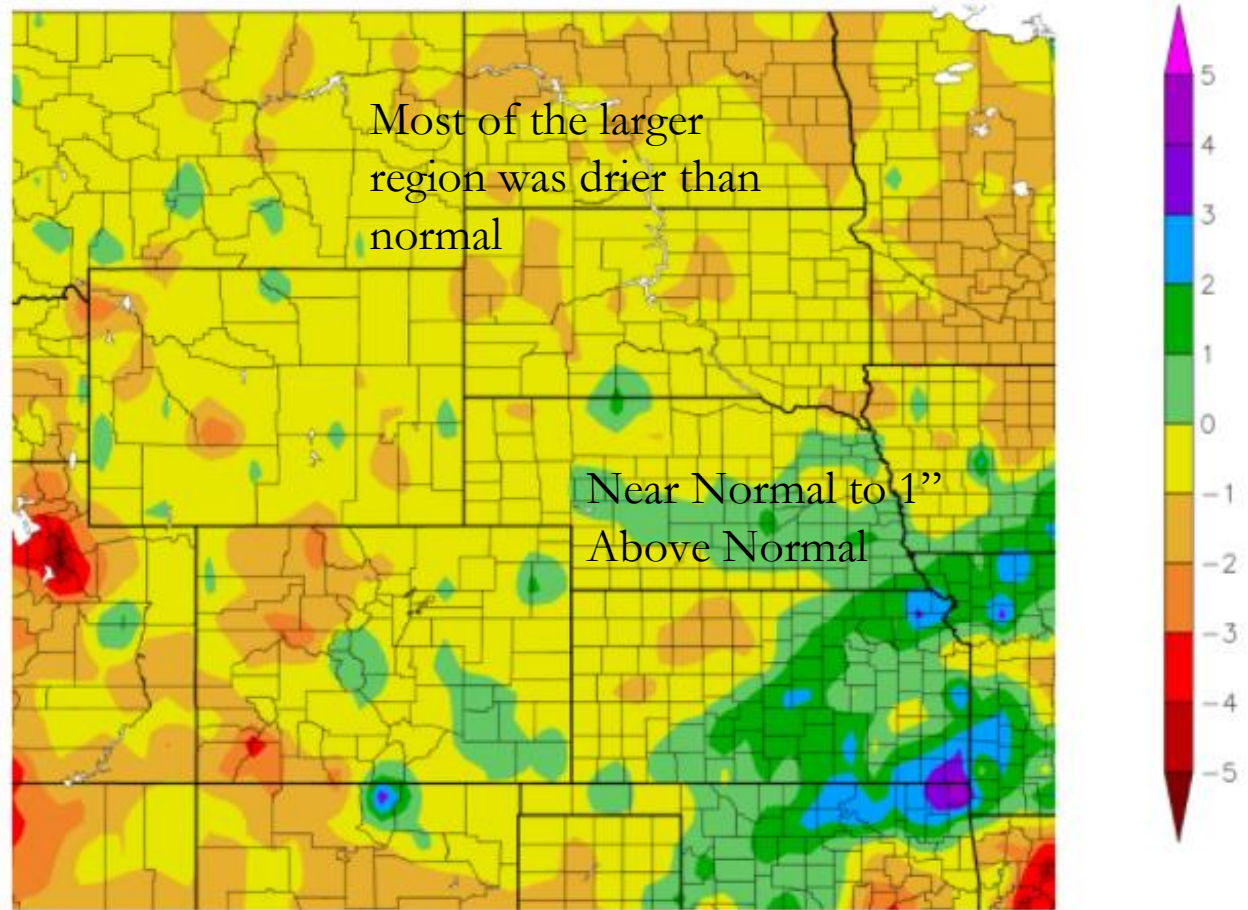 Most of the larger
region was drier than
normal
Near Normal to 1”
Above Normal
5
4
3
2
1
0
−1
−2
−3
−4
−5